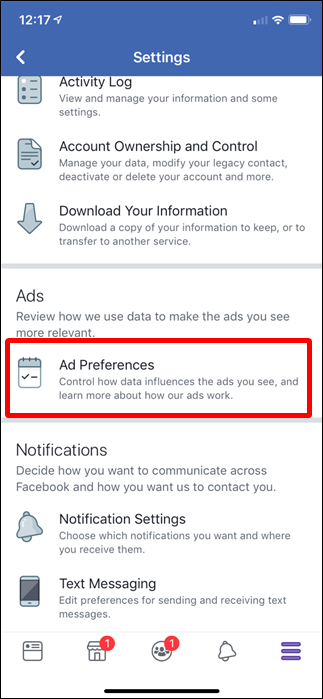 12:17
Settings
Activity Log
View and manage your information and some
settings.
Account Ownership and Control
Manage your data, modify your legacy contact,
deactivate or delete your account and more.
Download Your Information
Download a copy of your information to keep, or to
transfer to another service.
Ads
Review how we use data to make the ads you see
more relevant.
Ad Preferences
Control how data influences the ads you see, and
learn more about how our ads work.
Notifications
Decide how you want to communicate across
Facebook and how you want us to contact you.
Notification Settings
Choose which notifications you want and where
you receive them.
Text Messaging
Edit preferences for sending and receiving text
messages.
1 1